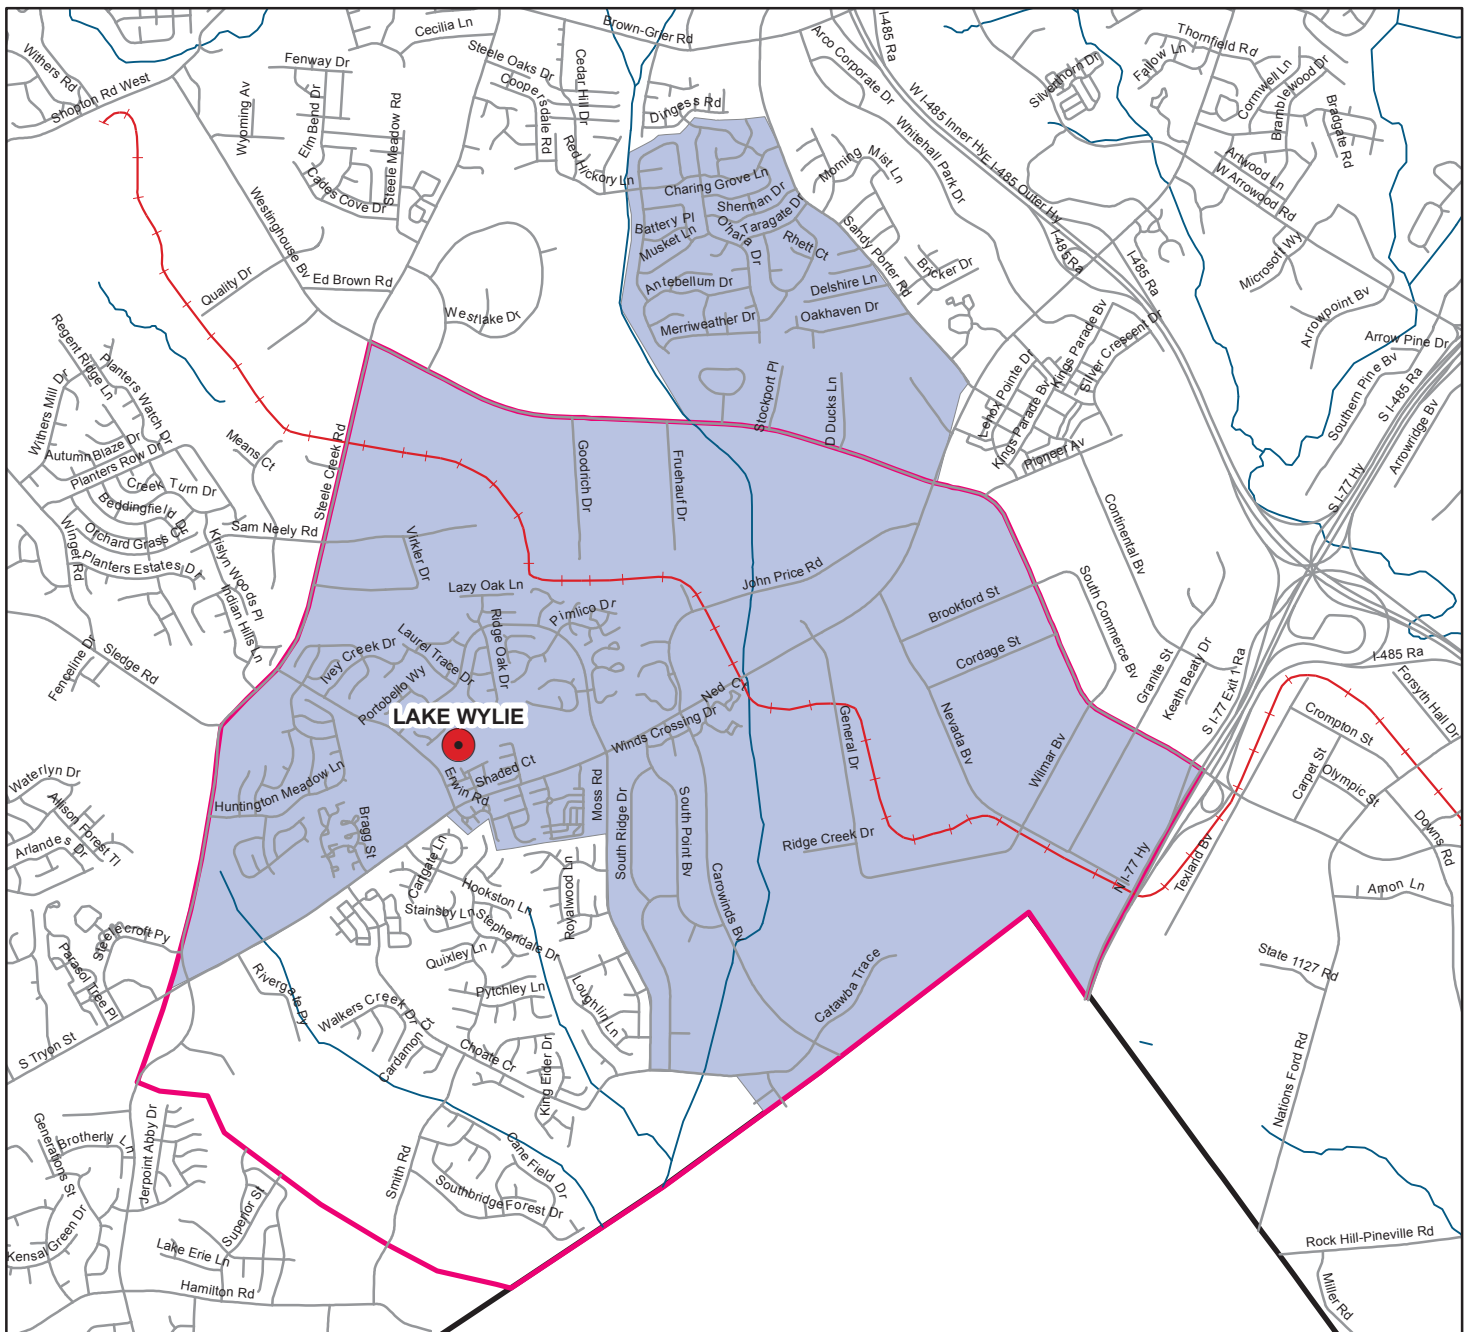 Cecilia Ln
Brown-Grier Rd
I-485 Ra
Withers Rd
Fenway Dr
Steele Oaks Dr
Cedar Hill Dr
Arco Corporate Dr
Thornfield Rd
Fallow Ln
Silverthorn Dr
Cornwell Ln
Bramblewood Dr
Shopton Rd West
Wyoming Av
Elm Bend Dr
Steele Meadow Rd
Coopersdale Rd
Dingess Rd
W I-485 Inner Hy
Bradgate Rd
Red Hickory Ln
Whitehall Park Dr
E I-485 Outer Hy
Morning Mist Ln
Artwood Ln
W Arrowood Rd
Cades Cove Dr
Charing Grove Ln
Sherman Dr
Taragate Dr
Battery Pl
Musket Ln
Ohara Dr
Rhett Ct
Sandy Porter Rd
I-485Ra
I-485 Ra
Westinghouse Bv
Microsoft Wy
Bricker Dr
Quality Dr
Ed Brown Rd
Antebellum Dr
Delshire Ln
Arrowpoint Bv
Westlake Dr
Merriweather Dr
Oakhaven Dr
Kings Parade Bv
Silver Crescent Dr
Arrow Pine Dr
Regent Ridge Ln
Planters Watch Dr
Withers Mill Dr
Stockport Pl
D Ducks Ln
Lenox Pointe Dr
Kings Parade Bv
Southern Pine Bv
S I-485 Ra
Arrowridge Bv
Autumn Blaze Dr
Planters Row Dr
Means Ct
Steele Creek Rd
Goodrich Dr
Fruehauf Dr
Pioneer Av
Creek Turn Dr
Beddingfield Dr
Orchard Grass Ct
Sam Neely Rd
S I-77 Hy
Continental Bv
Winget Rd
Planters Estates Dr
Krislyn Woods Pl
Virkler Dr
Indian Hills Ln
Lazy Oak Ln
Pimlico Dr
John Price Rd
Brookford St
South Commerce Bv
Fenceline Dr
Sledge Rd
Ivey Creek Dr
Laurel Trace Dr
Ridge Oak Dr
Cordage St
Granite St
Keath Beaty Dr
S I-77 Exit 1 Ra
I-485 Ra
Forsyth Hall Dr
Portobello Wy
LAKE WYLIE
Ned Ct
Winds Crossing Dr
General Dr
Nevada Bv
Wilmar Bv
Crompton St
Carpet St
Olympic St
Waterlyn Dr
Allison Forest Tl
Arlandes Dr
Huntington Meadow Ln
Shaded Ct
Erwin Rd
Moss Rd
South Ridge Dr
South Point Bv
Bragg St
Ridge Creek Dr
Downs Rd
N I-77 Hy
Texland Bv
Cartgate Ln
Hookston Ln
Stainsby Ln
Stephendale Dr
Royalwood Ln
Carowinds Bv
Amon Ln
Steelecroft Py
Parasol Tree Pl
Quixley Ln
Pytchley Ln
Loughlin Ln
Catawba Trace
State 1127 Rd
Rivergate Py
Walkers Creek Dr
Cardamon Ct
S Tryon St
Choate Cr
King Elder Dr
Nations Ford Rd
Generations St
Brotherly Ln
Jerpoint Abby Dr
Smith Rd
Cane Field Dr
Southbridge Forest Dr
Kensal Green Dr
Superior St
Lake Erie Ln
Hamilton Rd
Rock Hill-Pineville Rd
Miller Rd